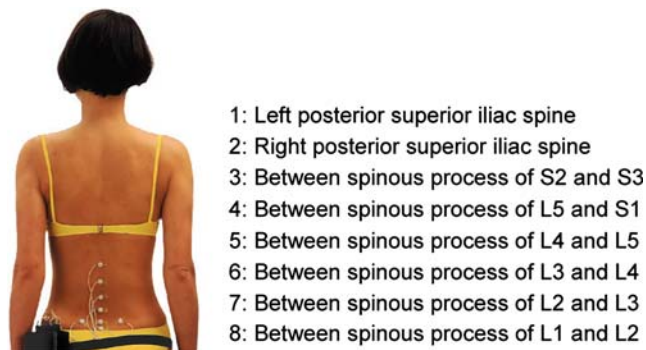 1: Left posterior superior iliac spine
2: Right posterior superior iliac spine
3: Between spinous process of S2 and S3
4: Between spinous process of L5 and S1
5: Between spinous process of L4 and L5
6: Between spinous process of L3 and L4
7: Between spinous process of L2 and L3
8: Between spinous process of L1 and L2